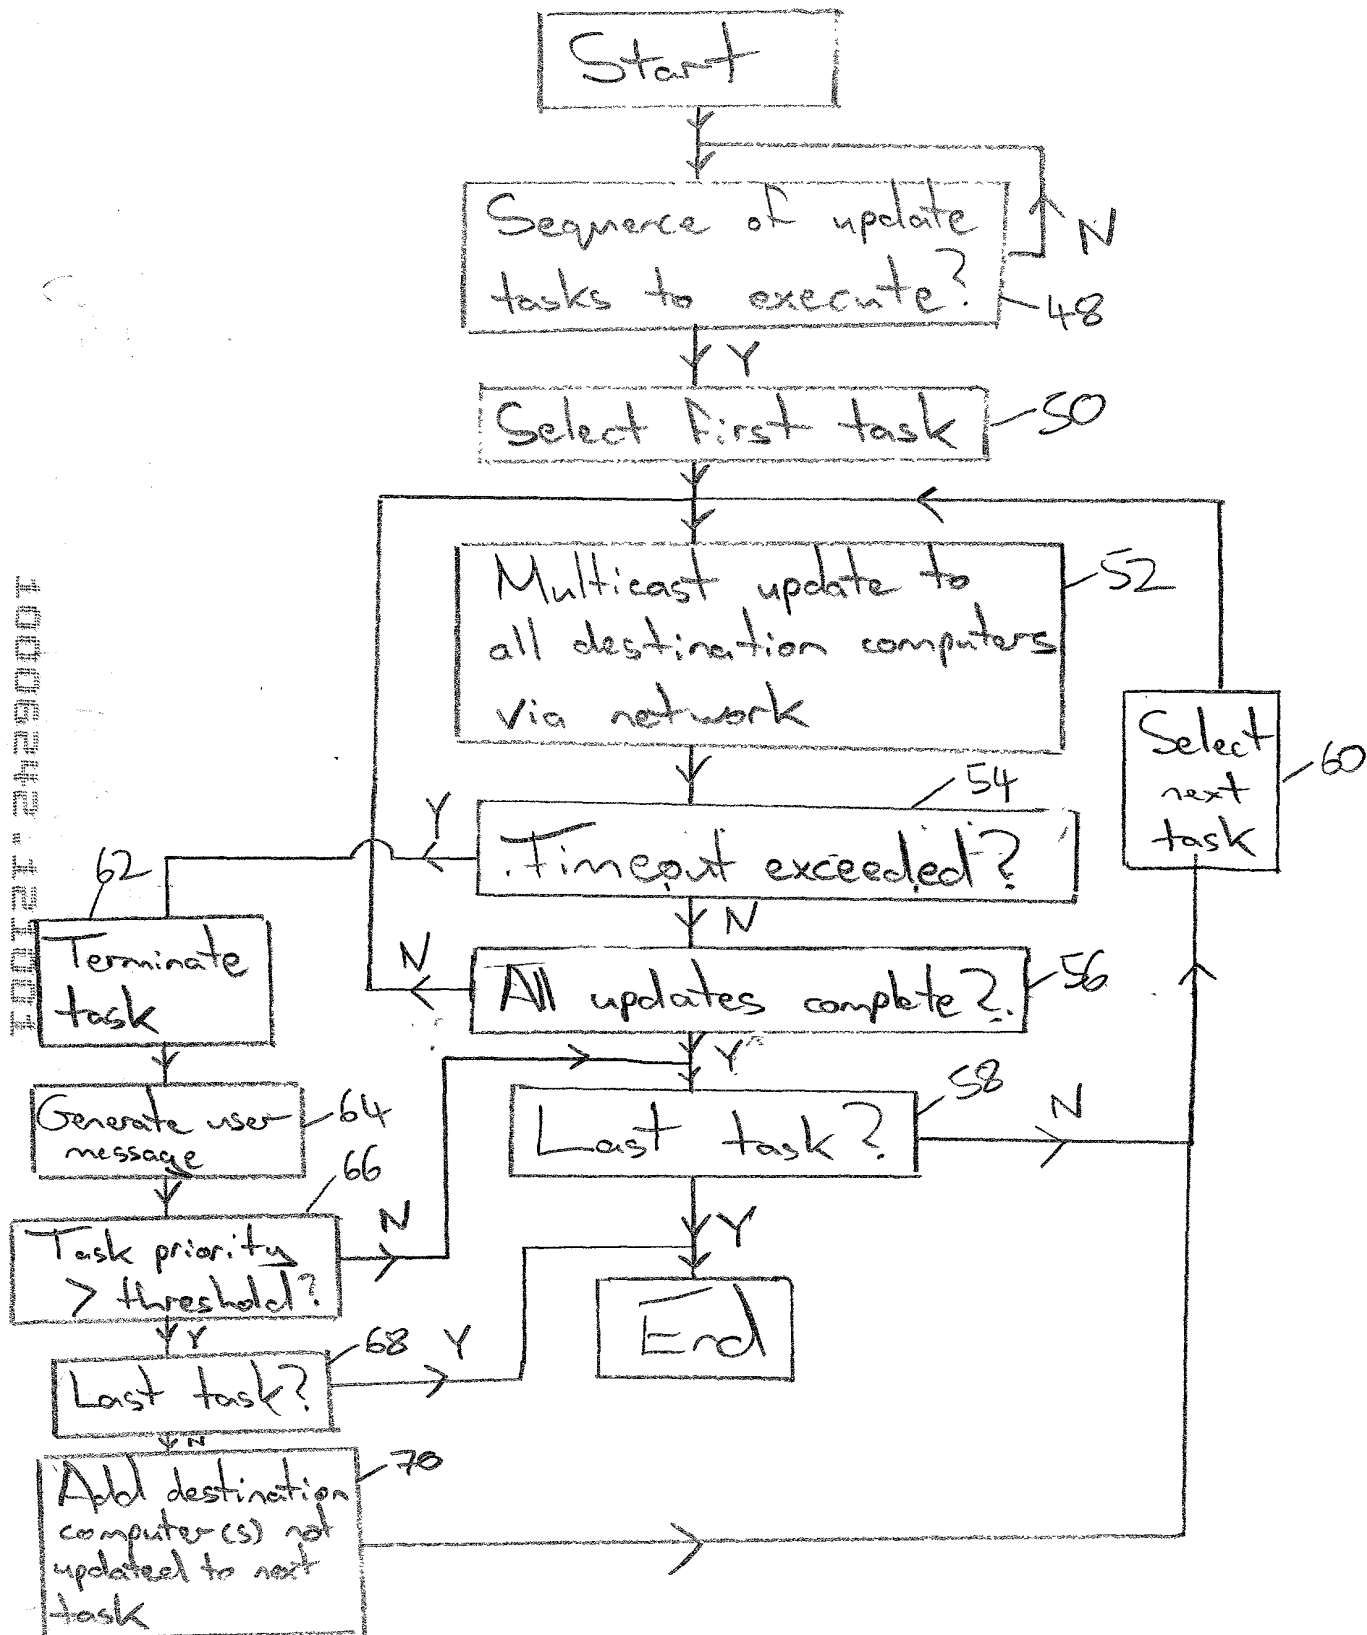 Start
Sequence of update
tasks to execute?
N
48
Y
Select first task
50
Multicast update to
all destination computers
via network
52
Select
next
task
60
54
Y
Timeout exceeded?
62
N
Terminate
task
N
All updates complete?
56
Y
Generate user
message
64
Last task?
58
N
66
Task priority
> threshold?
N
Y
End
Y
68
Y
Last task?
N
70
Add destination
computer(s) not
updated to next
task
10006242.121001